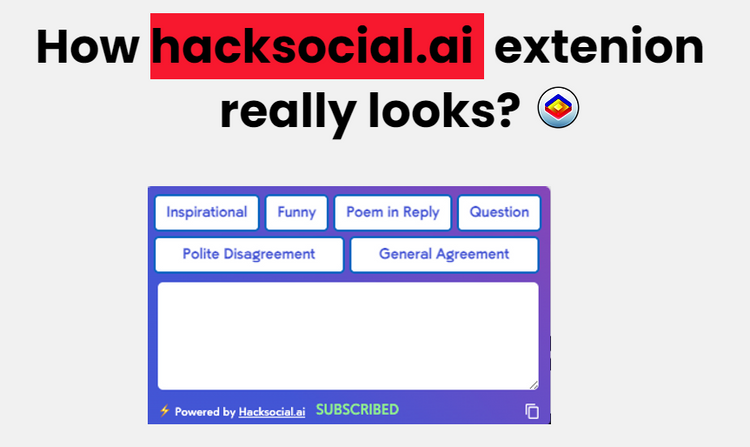 How hacksocial.ai extenion
really looks?
Inspirational Funny Poem in Reply Question
Polite Disagreement General Agreement
⚡ Powered by Hacksocial.ai SUBSCRIBED